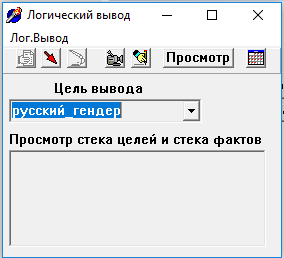 Логический вывод
Лог.Вывод
Просмотр
Цель вывода
русский_гендер
Просмотр стека целей и стека фактов